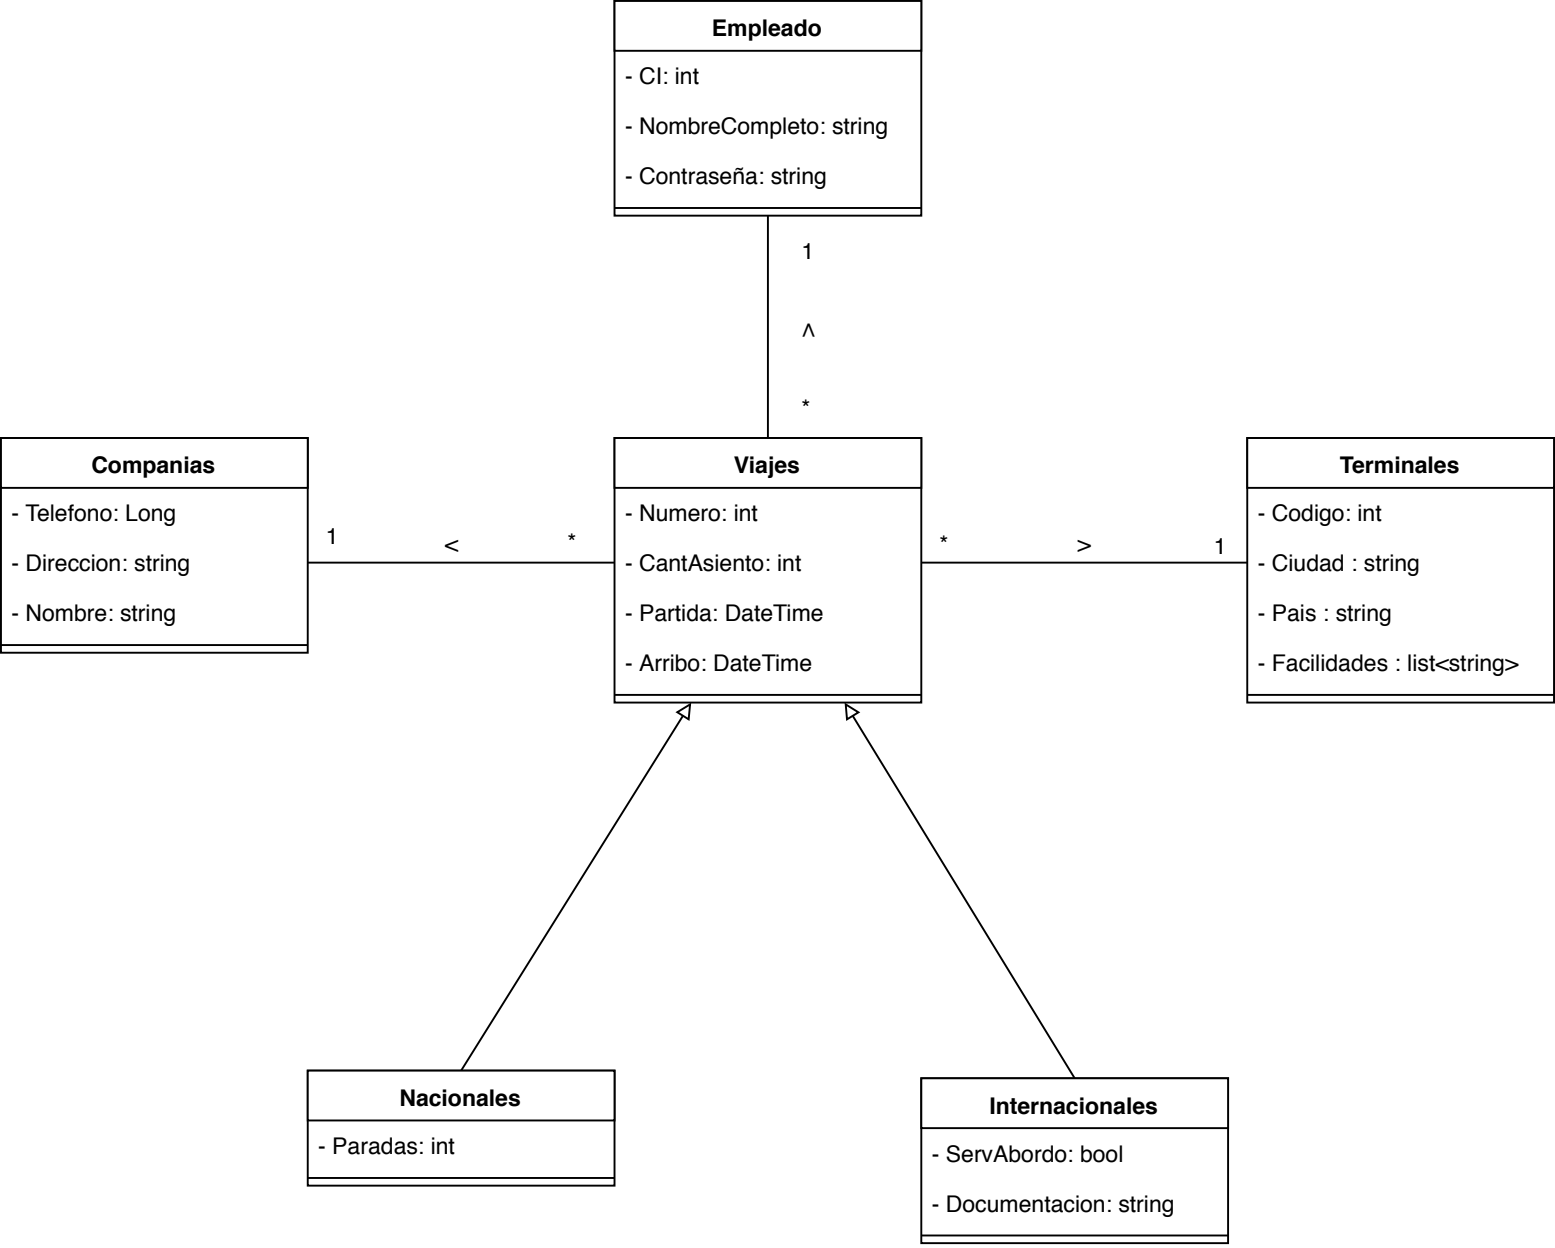 Empleado
- CI: int
- NombreCompleto: string
- Contraseña: string
1
^
*
Companias
- Telefono: Long
- Direccion: string
- Nombre: string
1
<
*
Viajes
- Numero: int
- CantAsiento: int
- Partida: DateTime
- Arribo: DateTime
*
>
1
Terminales
- Codigo: int
- Ciudad : string
- Pais : string
- Facilidades : list<string>
Nacionales
- Paradas: int
Internacionales
- ServAbordo: bool
- Documentacion: string